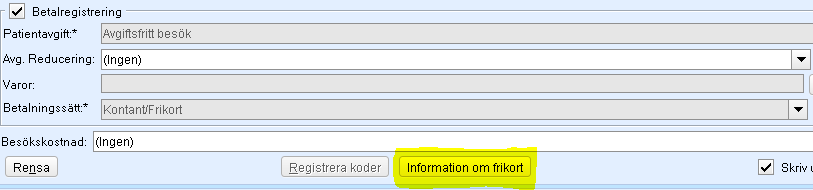 Betalregistrering
Patientavgift:* Avgiftsfritt besök
Avg. Reducering: (Ingen)
Varor:
Betalningssätt:* Kontant/Frikort
Besökskostnad: (Ingen)
Rensa Registrera koder Information om frikort Skriv